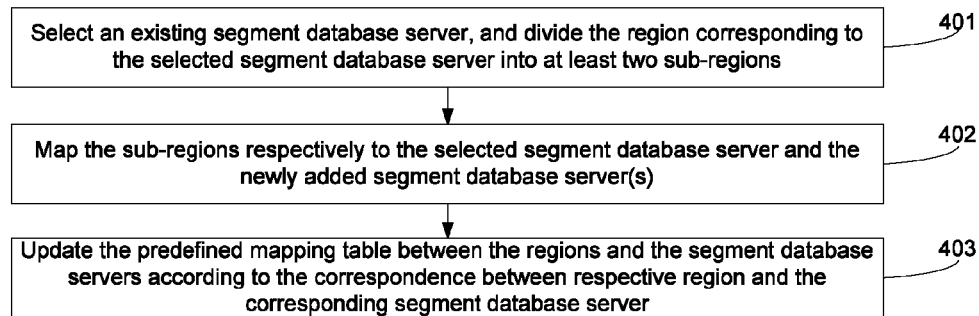 Select an existing segment database server, and divide the region corresponding to
the selected segment database server into at least two sub-regions
401
Map the sub-regions respectively to the selected segment database server and the
newly added segment database server(s)
402
Update the predefined mapping table between the regions and the segment database
servers according to the correspondence between respective region and the
corresponding segment database server
403